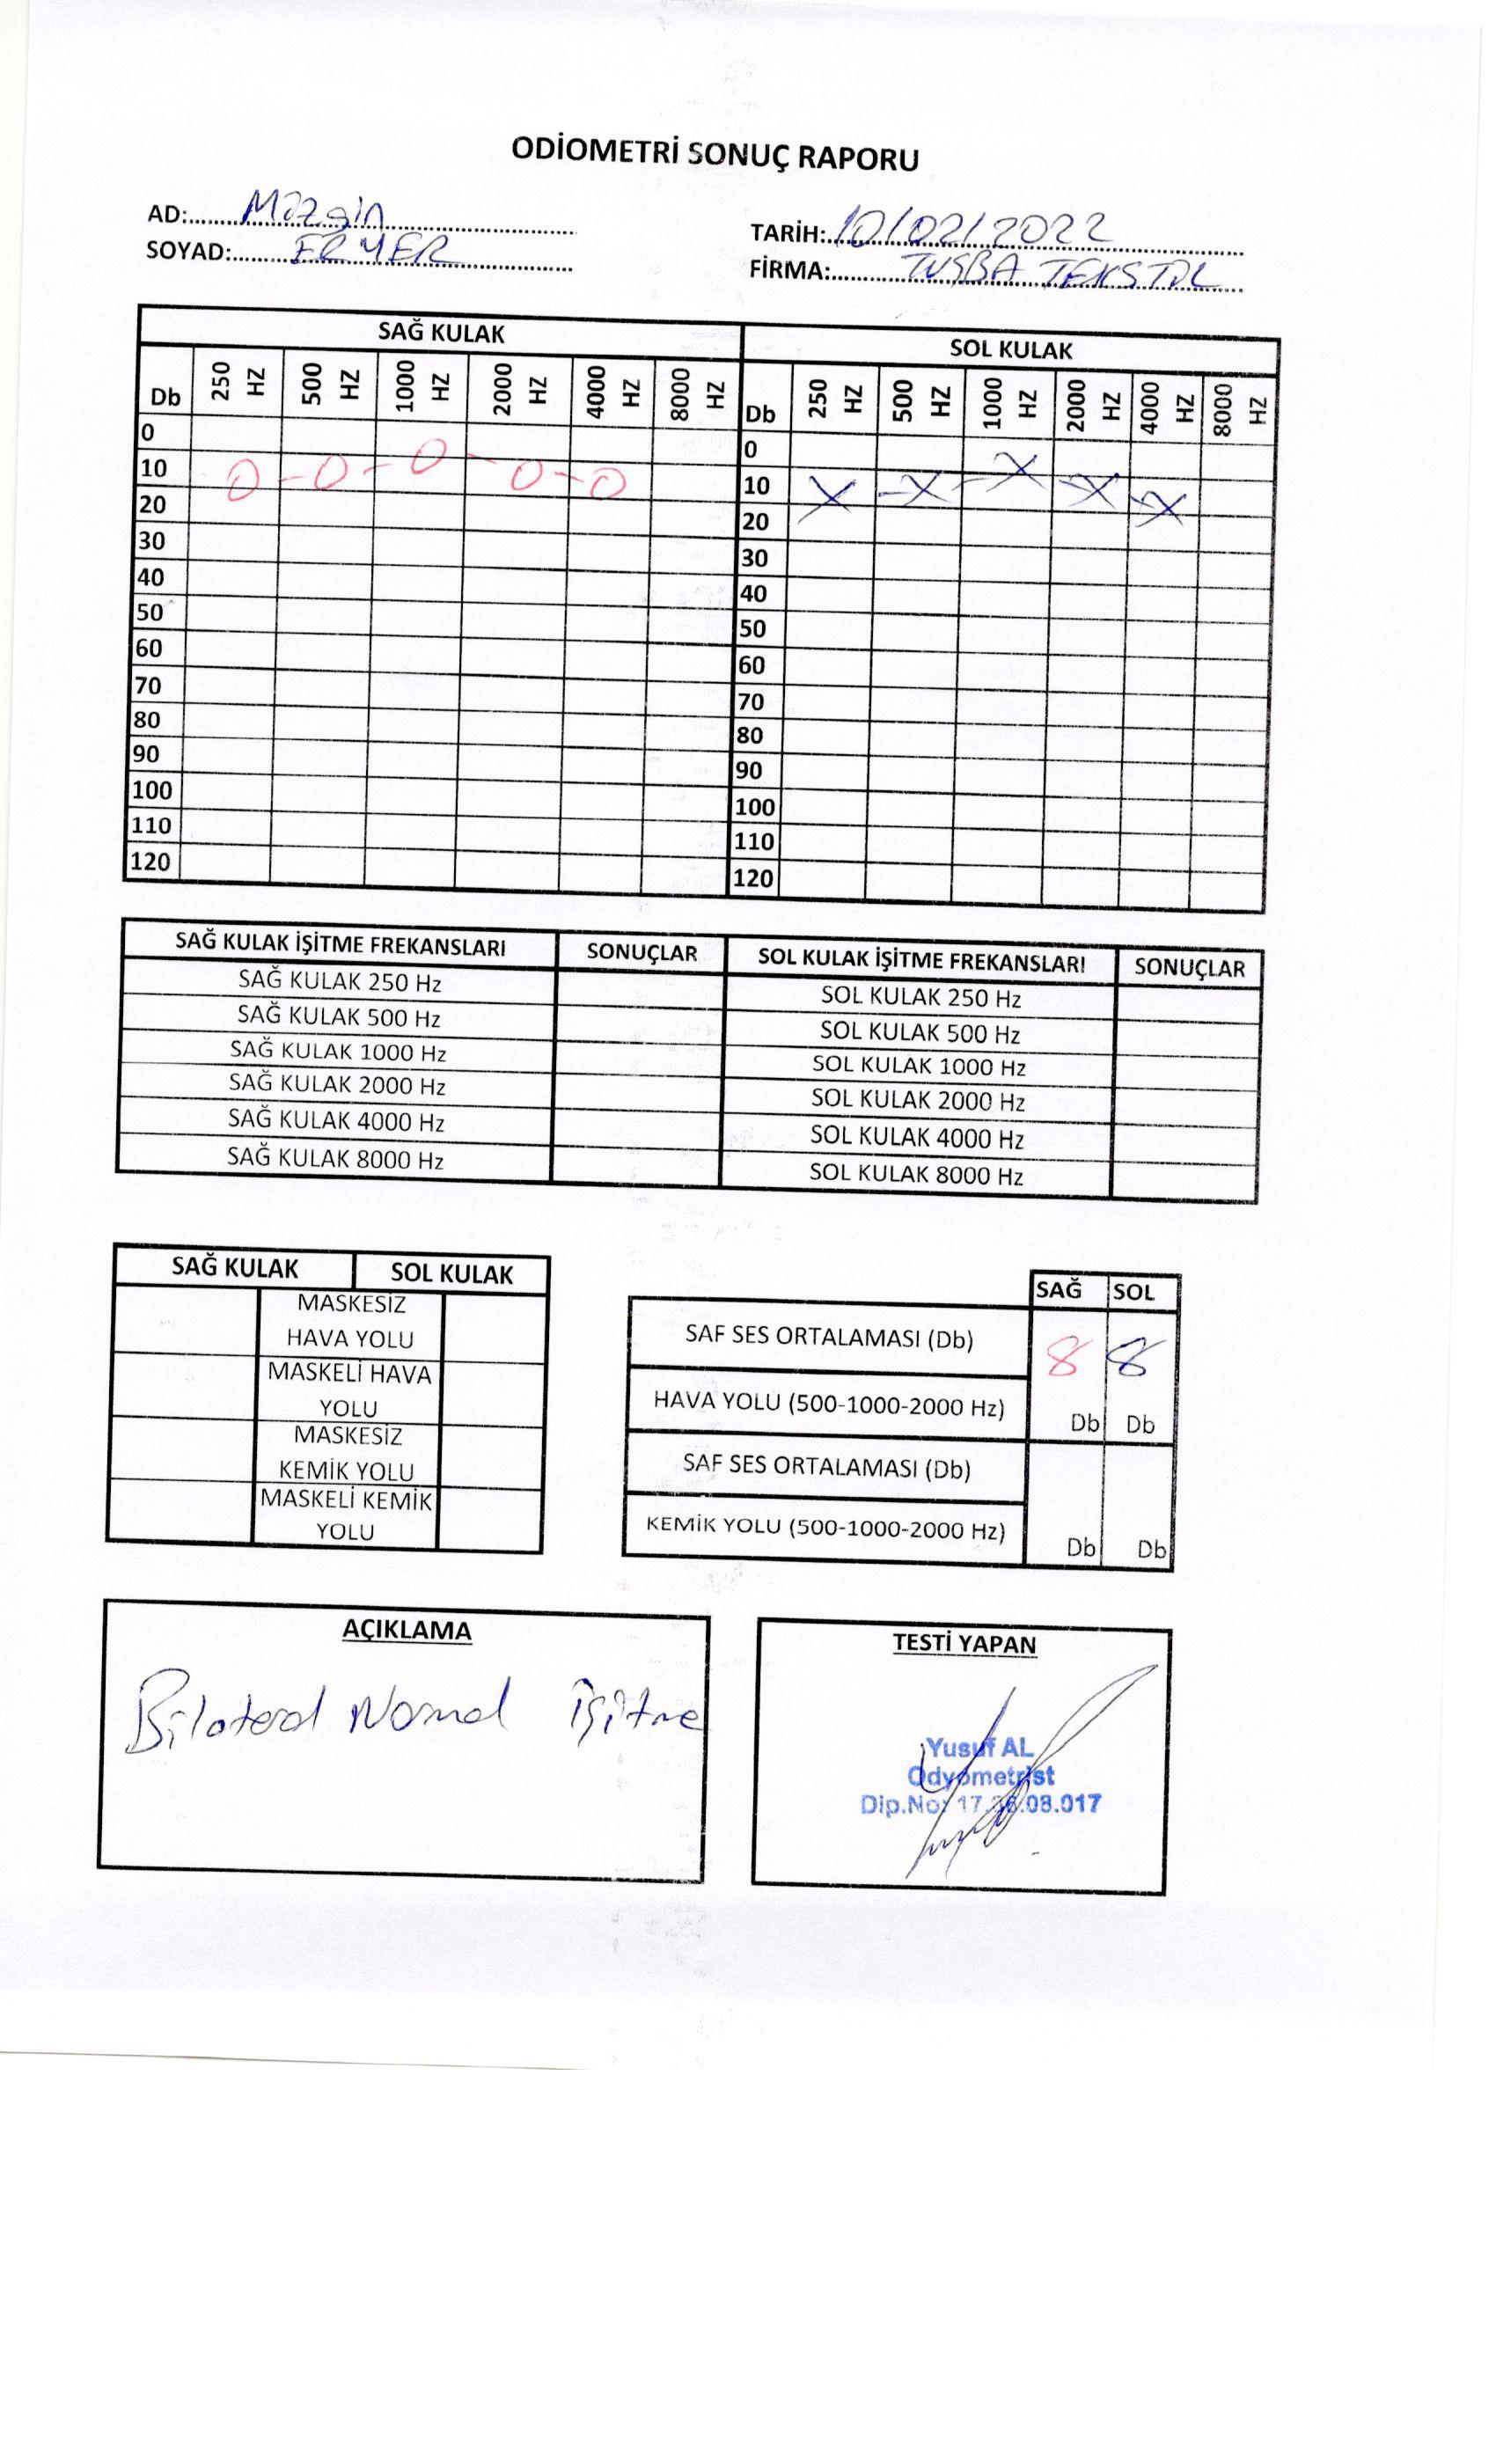 ODİOMETRİ SONUÇ RAPORU
AD: Mizgin
SOYAD: ERYER
TARİH: 10/02/2022
FİRMA: TUŞBA TEKSTİL
SAĞ KULAK SOL KULAK
Db 250 HZ 500 HZ 1000 HZ 2000 HZ 4000 HZ 8000 HZ Db 250 HZ 500 HZ 1000 HZ 2000 HZ 4000 HZ 8000 HZ
0 0
10 10
20 20
30 30
40 40
50 50
60 60
70 70
80 80
90 90
100 100
110 110
120 120
SAĞ KULAK İŞİTME FREKANSLARI SONUÇLAR SOL KULAK İŞİTME FREKANSLARI SONUÇLAR
SAĞ KULAK 250 Hz SOL KULAK 250 Hz
SAĞ KULAK 500 Hz SOL KULAK 500 Hz
SAĞ KULAK 1000 Hz SOL KULAK 1000 Hz
SAĞ KULAK 2000 Hz SOL KULAK 2000 Hz
SAĞ KULAK 4000 Hz SOL KULAK 4000 Hz
SAĞ KULAK 8000 Hz SOL KULAK 8000 Hz
SAĞ KULAK SOL KULAK
MASKESİZ
HAVA YOLU
MASKELİ HAVA
YOLU
MASKESİZ
KEMİK YOLU
MASKELİ KEMİK
YOLU
SAĞ SOL
SAF SES ORTALAMASI (Db) 8 8
HAVA YOLU (500-1000-2000 Hz) Db Db
SAF SES ORTALAMASI (Db)
KEMİK YOLU (500-1000-2000 Hz) Db Db
AÇIKLAMA
Bilateral Normal İşitme
TESTİ YAPAN
Yusuf AL
Odyometrist
Dip.No: